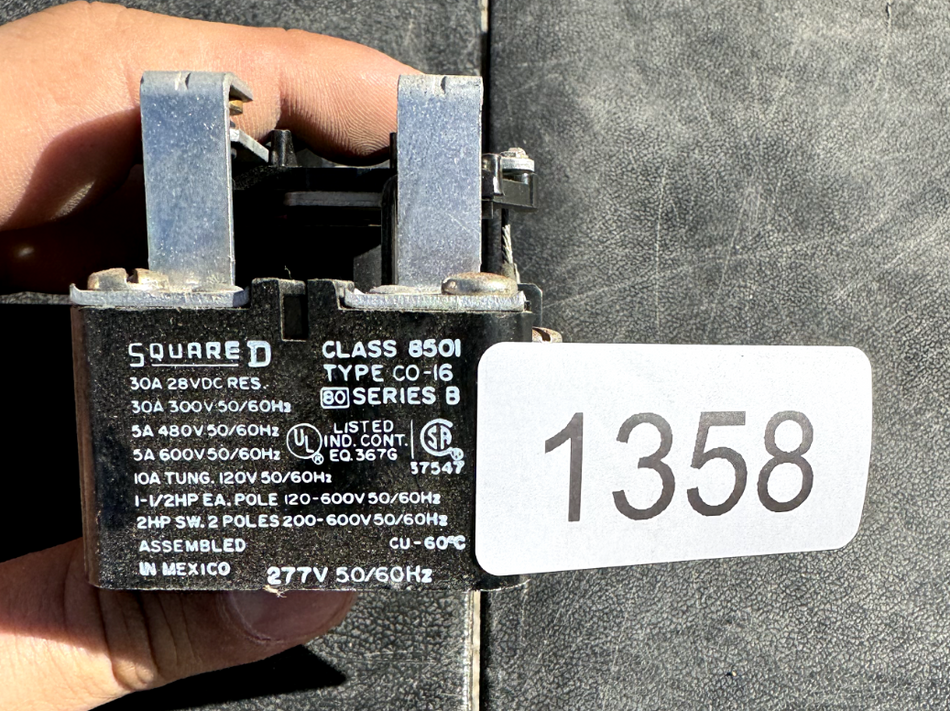 SQUARE D
CLASS 8501
TYPE CO-16
80 SERIES B
30A 28VDC RES.
30A 300V 50/60Hz
5A 480V 50/60Hz
5A 600V 50/60Hz
UL ®
LISTED
IND. CONT.
EQ. 367G
SA ®
37547
10A TUNG. 120V 50/60Hz
1-1/2HP EA. POLE 120-600V 50/60Hz
2HP SW. 2 POLES 200-600V 50/60Hz
ASSEMBLED
IN MEXICO
CU-60°C
277V 50/60Hz
1358